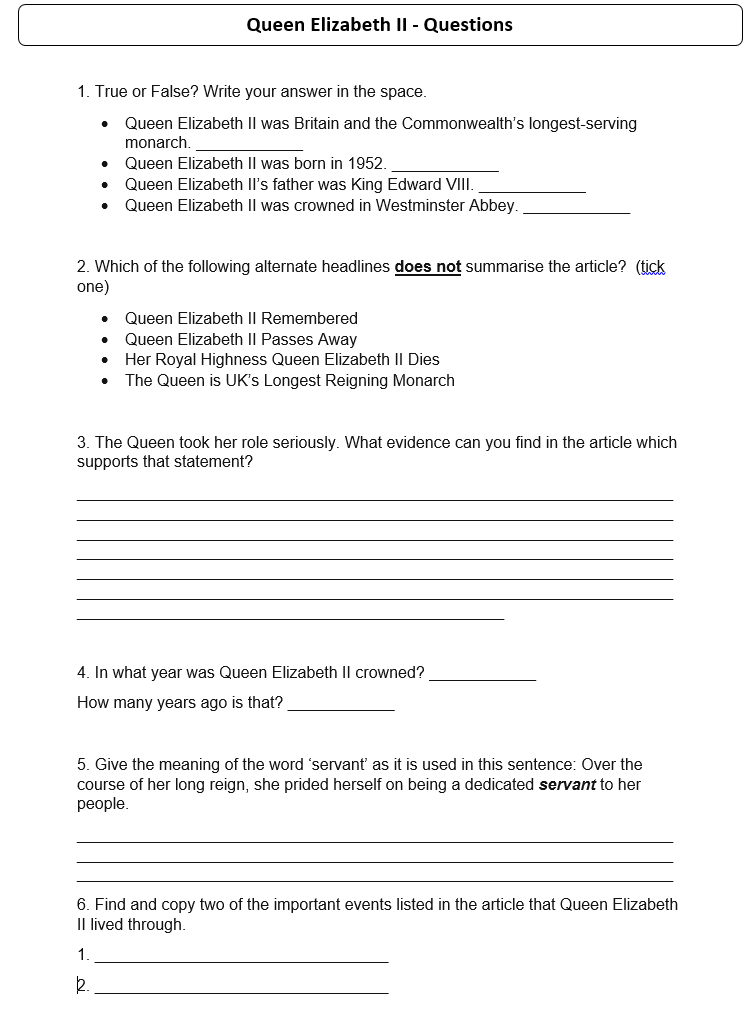 Queen Elizabeth II - Questions
1. True or False? Write your answer in the space.
• Queen Elizabeth II was Britain and the Commonwealth's longest-serving
monarch. ____________
• Queen Elizabeth II was born in 1952. ____________
• Queen Elizabeth II's father was King Edward VIII. ____________
• Queen Elizabeth II was crowned in Westminster Abbey. ____________
2. Which of the following alternate headlines does not summarise the article?  (tick
one)
• Queen Elizabeth II Remembered
• Queen Elizabeth II Passes Away
• Her Royal Highness Queen Elizabeth II Dies
• The Queen is UK's Longest Reigning Monarch
3. The Queen took her role seriously. What evidence can you find in the article which
supports that statement?
4. In what year was Queen Elizabeth II crowned? ____________
How many years ago is that? ____________
5. Give the meaning of the word 'servant' as it is used in this sentence: Over the
course of her long reign, she prided herself on being a dedicated servant to her
people.
6. Find and copy two of the important events listed in the article that Queen Elizabeth
II lived through.
1. _________________________________
2. _________________________________